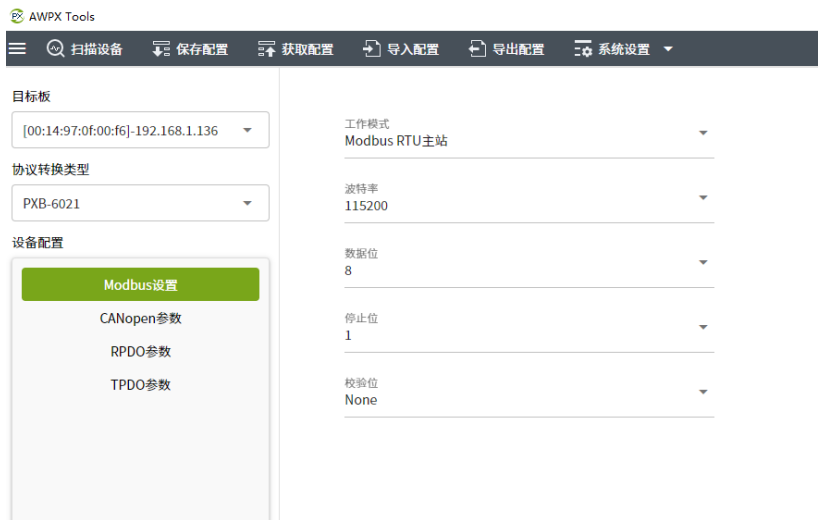 AWPX Tools
扫描设备 保存配置 获取配置 导入配置 导出配置 系统设置
目标板
[00:14:97:0f:00:f6]-192.168.1.136
协议转换类型
PXB-6021
设备配置
Modbus设置
CANopen参数
RPDO参数
TPDO参数
工作模式
Modbus RTU主站
波特率
115200
数据位
8
停止位
1
校验位
None